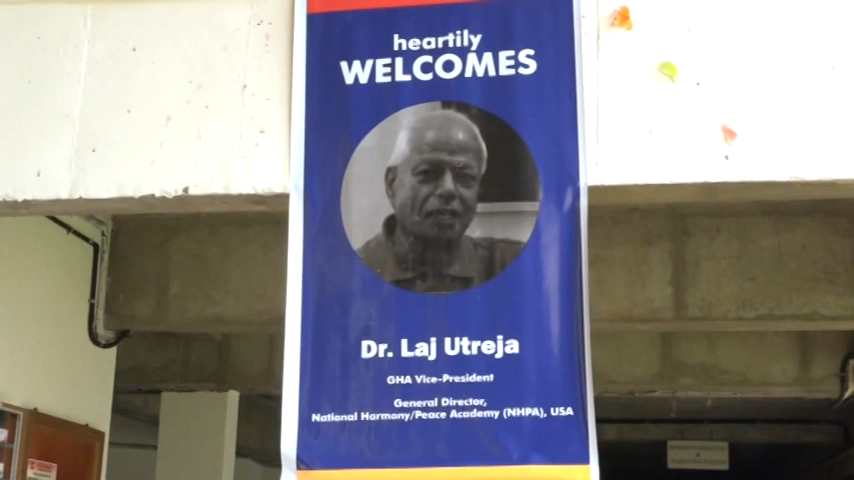 heartily
WELCOMES
Dr. Laj Utreja
GHA Vice-President
General Director,
National Harmony/Peace Academy (NHPA), USA